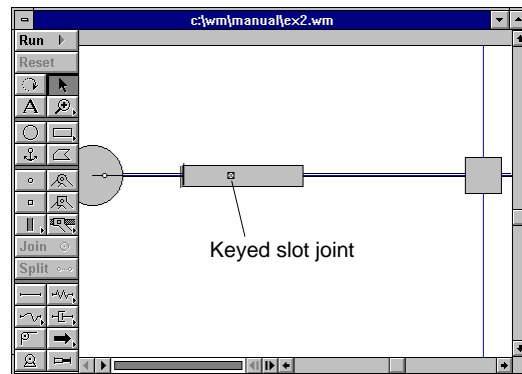 c:\wm\manual\ex2.wm
Run
Reset
A
Keyed slot joint
Join
Split